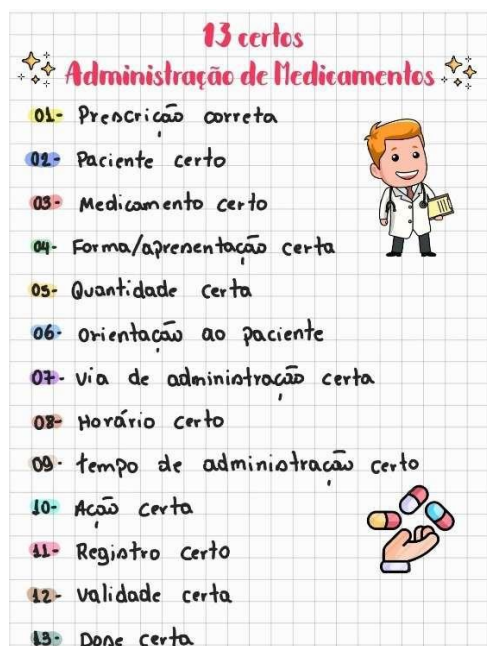 13 certos
Administração de Medicamentos
01- Prescrição correta
02- Paciente certo
03- Medicamento certo
04- Forma/apresentação certa
05- Quantidade certa
06- orientação ao paciente
07- via de administração certa
08- Horário certo
09- tempo de administração certo
10- Ação certa
11- Registro certo
12- validade certa
13- Dose certa